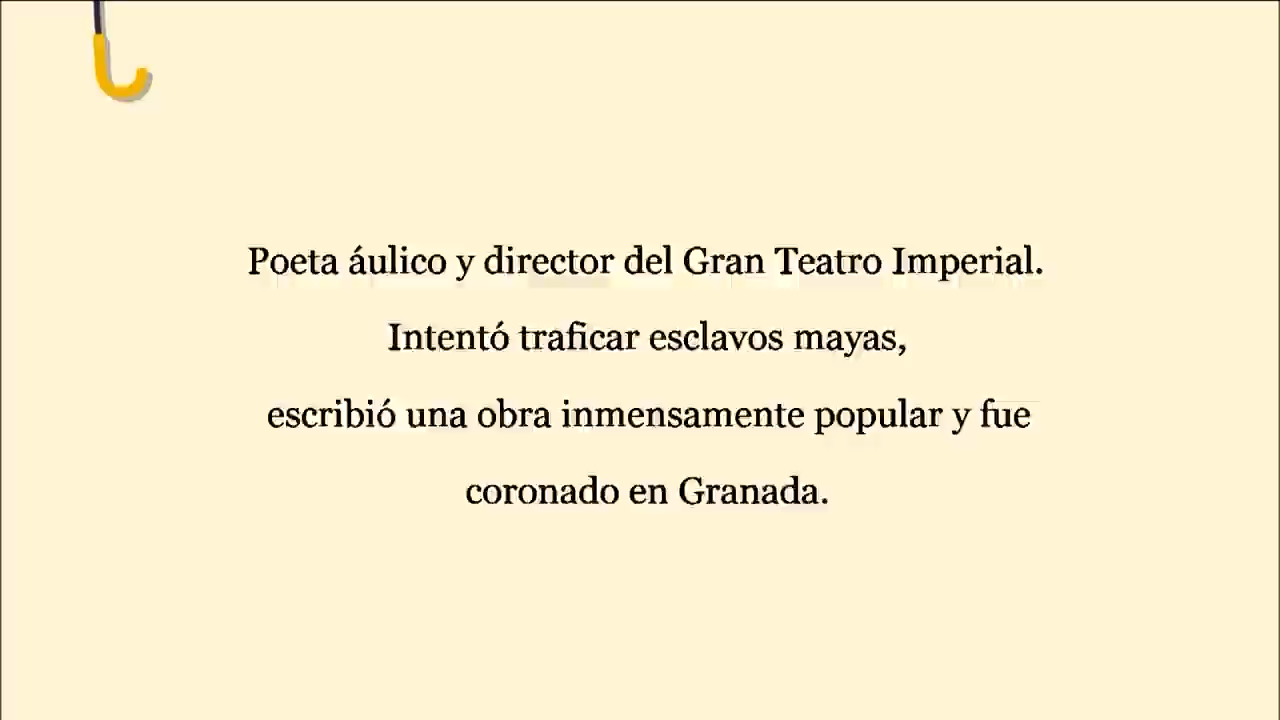 Poeta áulico y director del Gran Teatro Imperial.
Intentó traficar esclavos mayas,
escribió una obra inmensamente popular y fue
coronado en Granada.